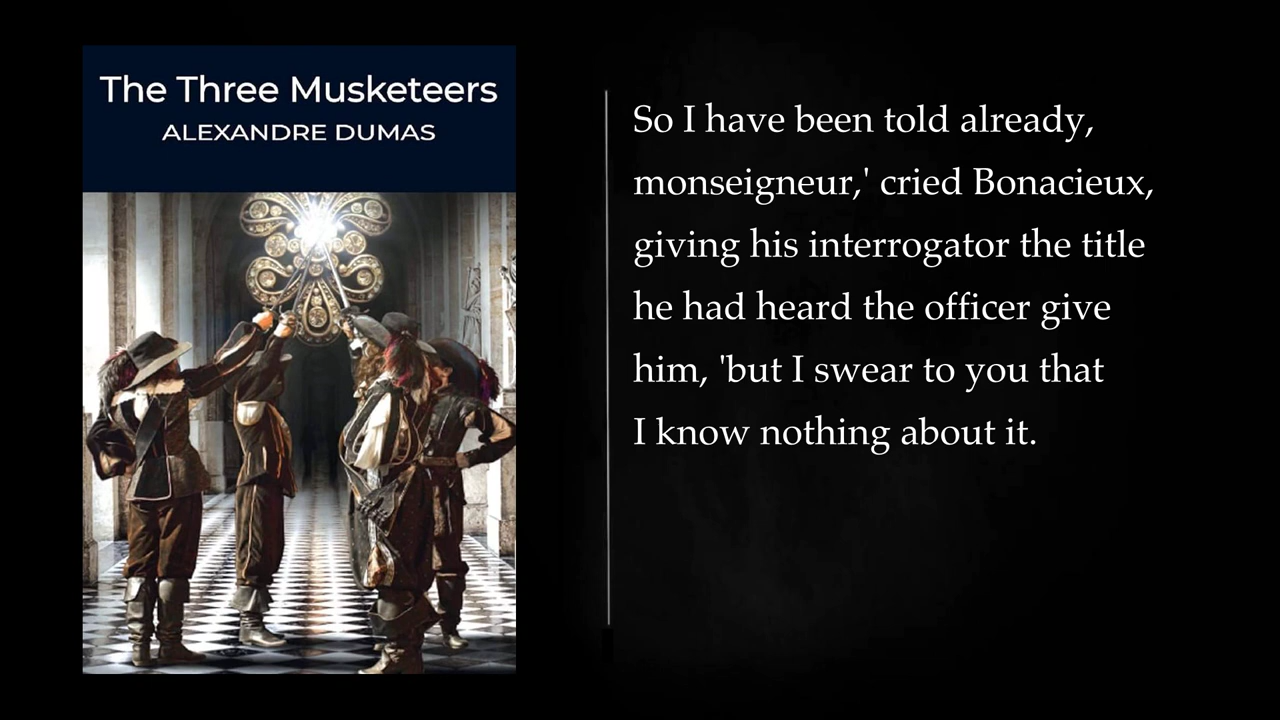 The Three Musketeers
ALEXANDRE DUMAS
So I have been told already,
monseigneur,' cried Bonacieux,
giving his interrogator the title
he had heard the officer give
him, 'but I swear to you that
I know nothing about it.